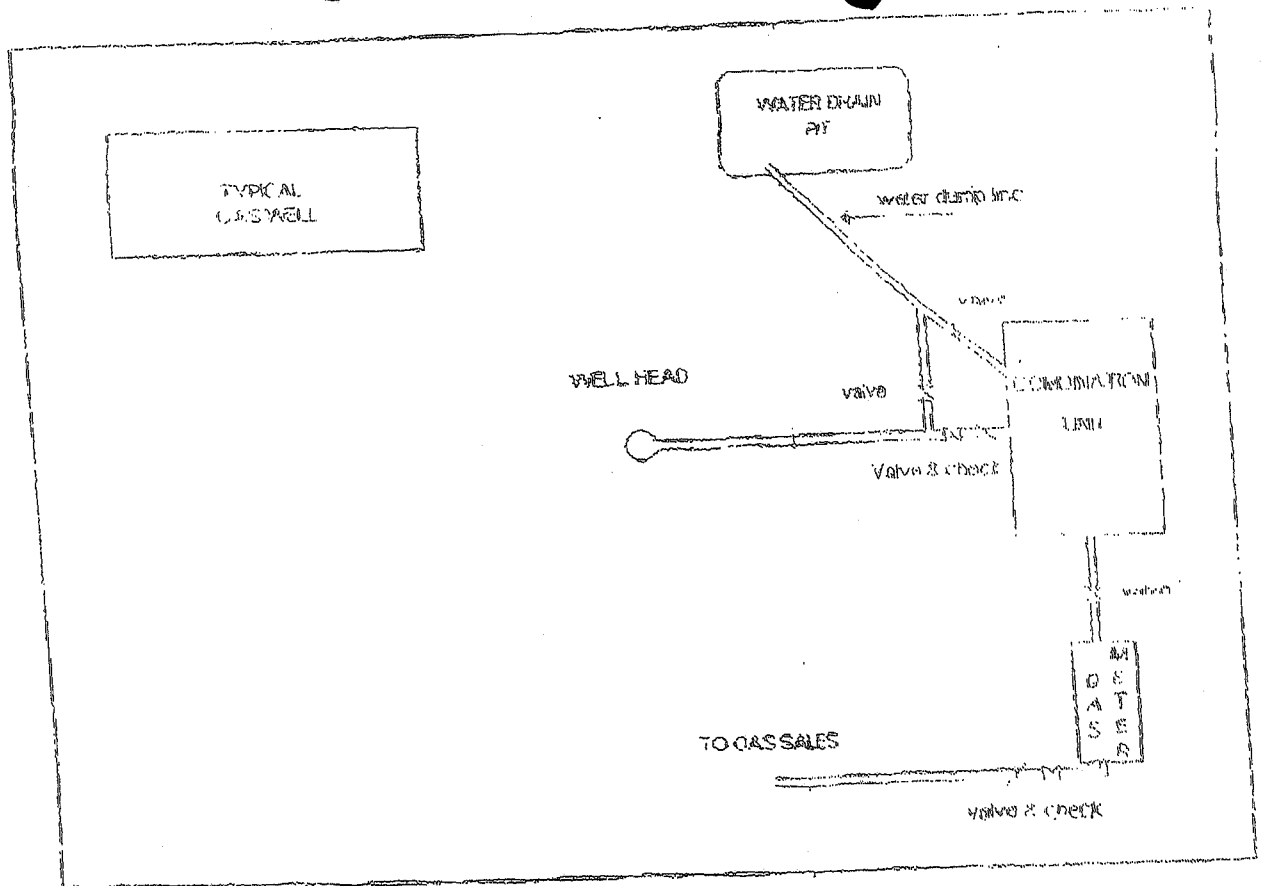 TYPICAL
GAS WELL
WATER DRAIN
PIT
water dump line
valve
WELL HEAD
valve
COMBINATION
UNIT
Valve & check
GAS METER
TO GAS SALES
valve & check